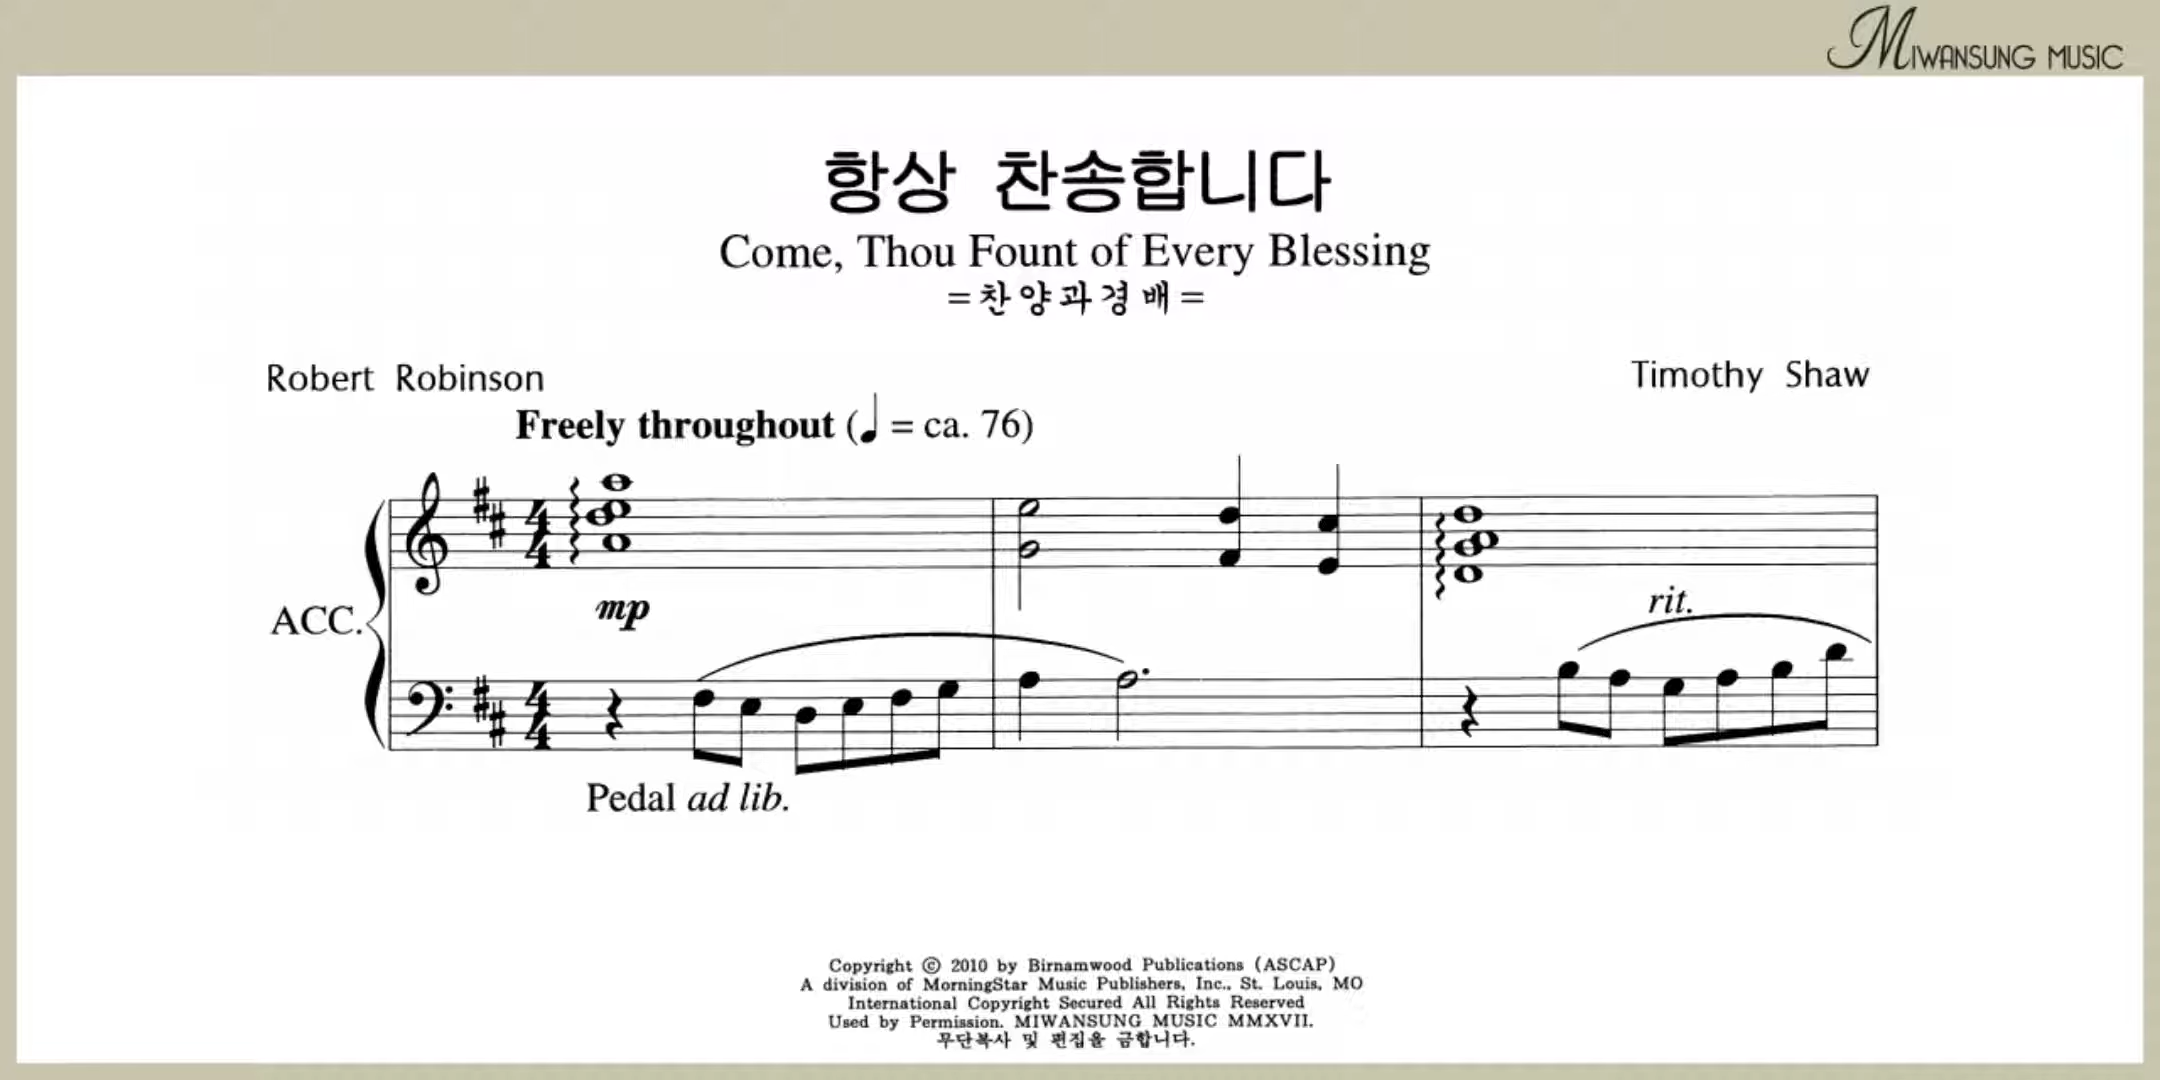 MIWANSUNG MUSIC
항상 찬송합니다
Come, Thou Fount of Every Blessing
=찬양과경배=
Robert Robinson
Timothy Shaw
Freely throughout (♩ = ca. 76)
ACC.
mp
rit.
Pedal ad lib.
Copyright © 2010 by Birnamwood Publications (ASCAP)
A division of MorningStar Music Publishers, Inc., St. Louis, MO
International Copyright Secured All Rights Reserved
Used by Permission. MIWANSUNG MUSIC MMXVII.
무단복사 및 편집을 금합니다.